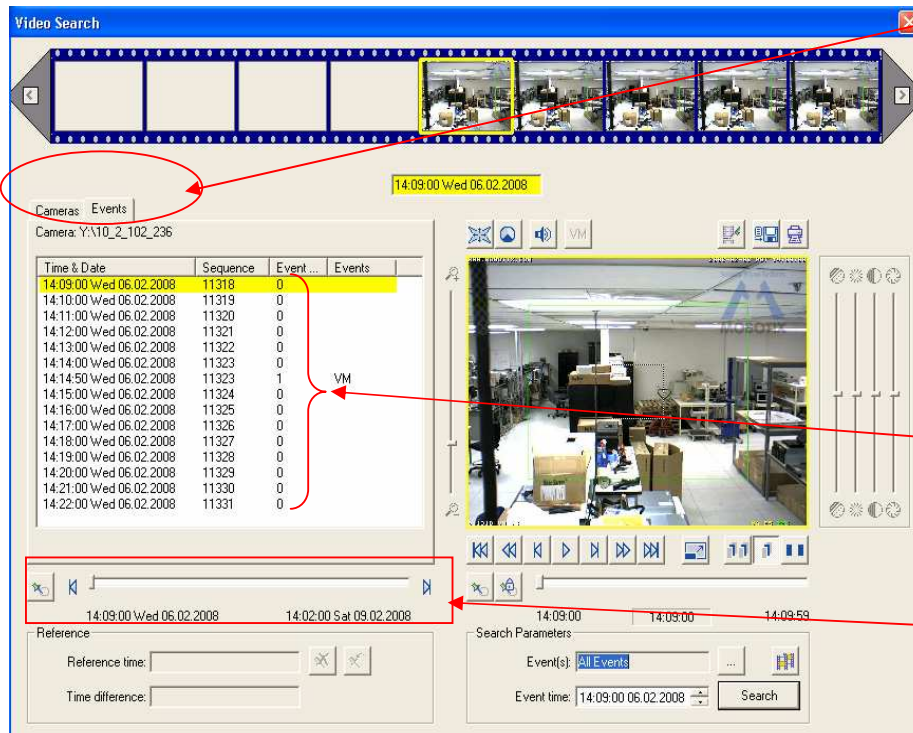 Video Search
14:09:00 Wed 06.02.2008
Cameras Events
Camera: Y:\10_2_102_236
Time & Date Sequence Event ... Events
14:09:00 Wed 06.02.2008 11318 0
14:10:00 Wed 06.02.2008 11319 0
14:11:00 Wed 06.02.2008 11320 0
14:12:00 Wed 06.02.2008 11321 0
14:13:00 Wed 06.02.2008 11322 0
14:14:00 Wed 06.02.2008 11323 0
14:14:50 Wed 06.02.2008 11323 1 VM
14:15:00 Wed 06.02.2008 11324 0
14:16:00 Wed 06.02.2008 11325 0
14:17:00 Wed 06.02.2008 11326 0
14:18:00 Wed 06.02.2008 11327 0
14:19:00 Wed 06.02.2008 11328 0
14:20:00 Wed 06.02.2008 11329 0
14:21:00 Wed 06.02.2008 11330 0
14:22:00 Wed 06.02.2008 11331 0
VM
MOBOTIX
14:09:00 Wed 06.02.2008 14:02:00 Sat 09.02.2008
14:09:00 14:09:00 14:09:59
Reference
Reference time:
Time difference:
Search Parameters
Event(s): All Events ...
Event time: 14:09:00 06.02.2008 Search